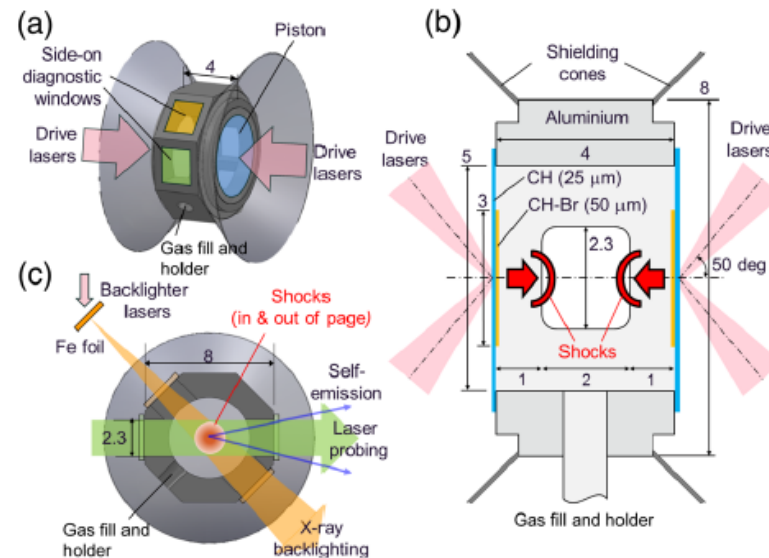 (a)
4
Piston
Side-on
diagnostic
windows
Drive
lasers
Drive
lasers
Gas fill and
holder
(b)
Shielding
cones
8
Aluminium
Drive
lasers
Drive
lasers
4
5
CH (25 μm)
3
CH-Br (50 μm)
2.3
50 deg
Shocks
1
2
1
Gas fill and holder
(c)
Backlighter
lasers
Shocks
(in & out of page)
Fe foil
8
Self-
emission
Laser
probing
2.3
Gas fill and
holder
X-ray
backlighting